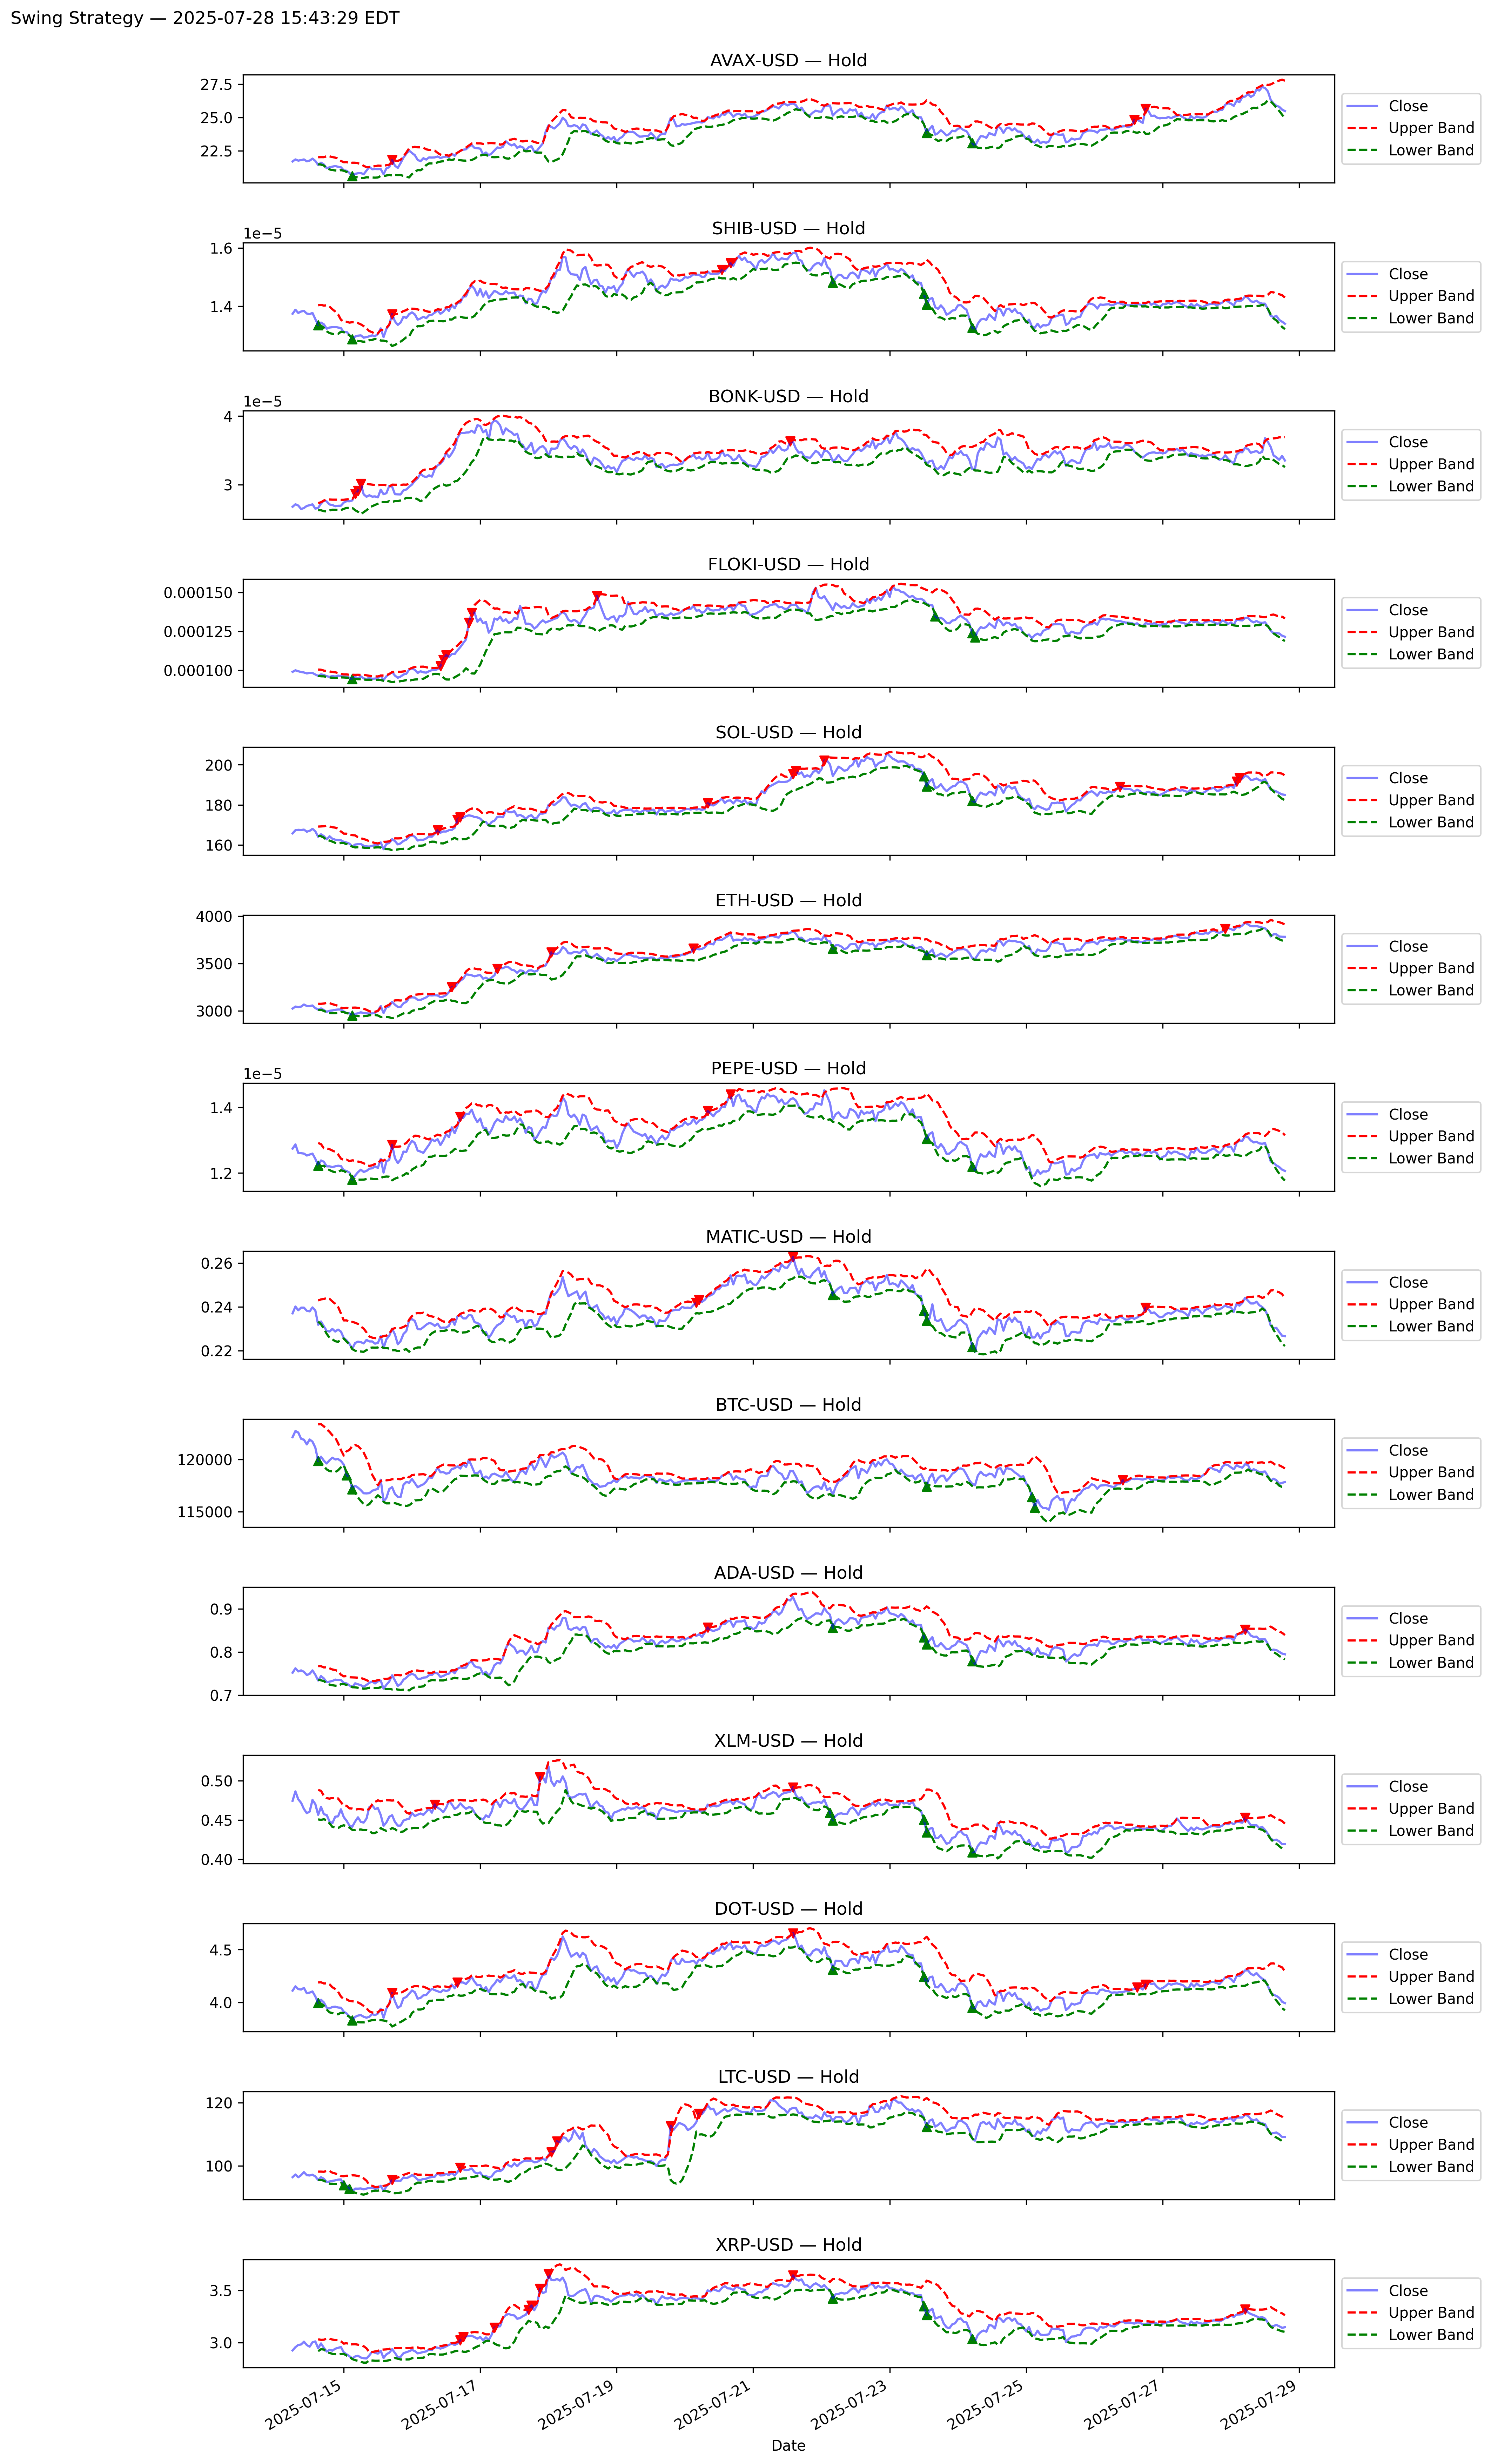 Swing Strategy — 2025-07-28 15:43:29 EDT
AVAX-USD — Hold
27.5
25.0
22.5
Close
Upper Band
Lower Band
SHIB-USD — Hold
1e−5
1.6
1.4
Close
Upper Band
Lower Band
BONK-USD — Hold
1e−5
4
3
Close
Upper Band
Lower Band
FLOKI-USD — Hold
0.000150
0.000125
0.000100
Close
Upper Band
Lower Band
SOL-USD — Hold
200
180
160
Close
Upper Band
Lower Band
ETH-USD — Hold
4000
3500
3000
Close
Upper Band
Lower Band
PEPE-USD — Hold
1e−5
1.4
1.2
Close
Upper Band
Lower Band
MATIC-USD — Hold
0.26
0.24
0.22
Close
Upper Band
Lower Band
BTC-USD — Hold
120000
115000
Close
Upper Band
Lower Band
ADA-USD — Hold
0.9
0.8
0.7
Close
Upper Band
Lower Band
XLM-USD — Hold
0.50
0.45
0.40
Close
Upper Band
Lower Band
DOT-USD — Hold
4.5
4.0
Close
Upper Band
Lower Band
LTC-USD — Hold
120
100
Close
Upper Band
Lower Band
XRP-USD — Hold
3.5
3.0
Close
Upper Band
Lower Band
2025-07-15
2025-07-17
2025-07-19
2025-07-21
2025-07-23
2025-07-25
2025-07-27
2025-07-29
Date